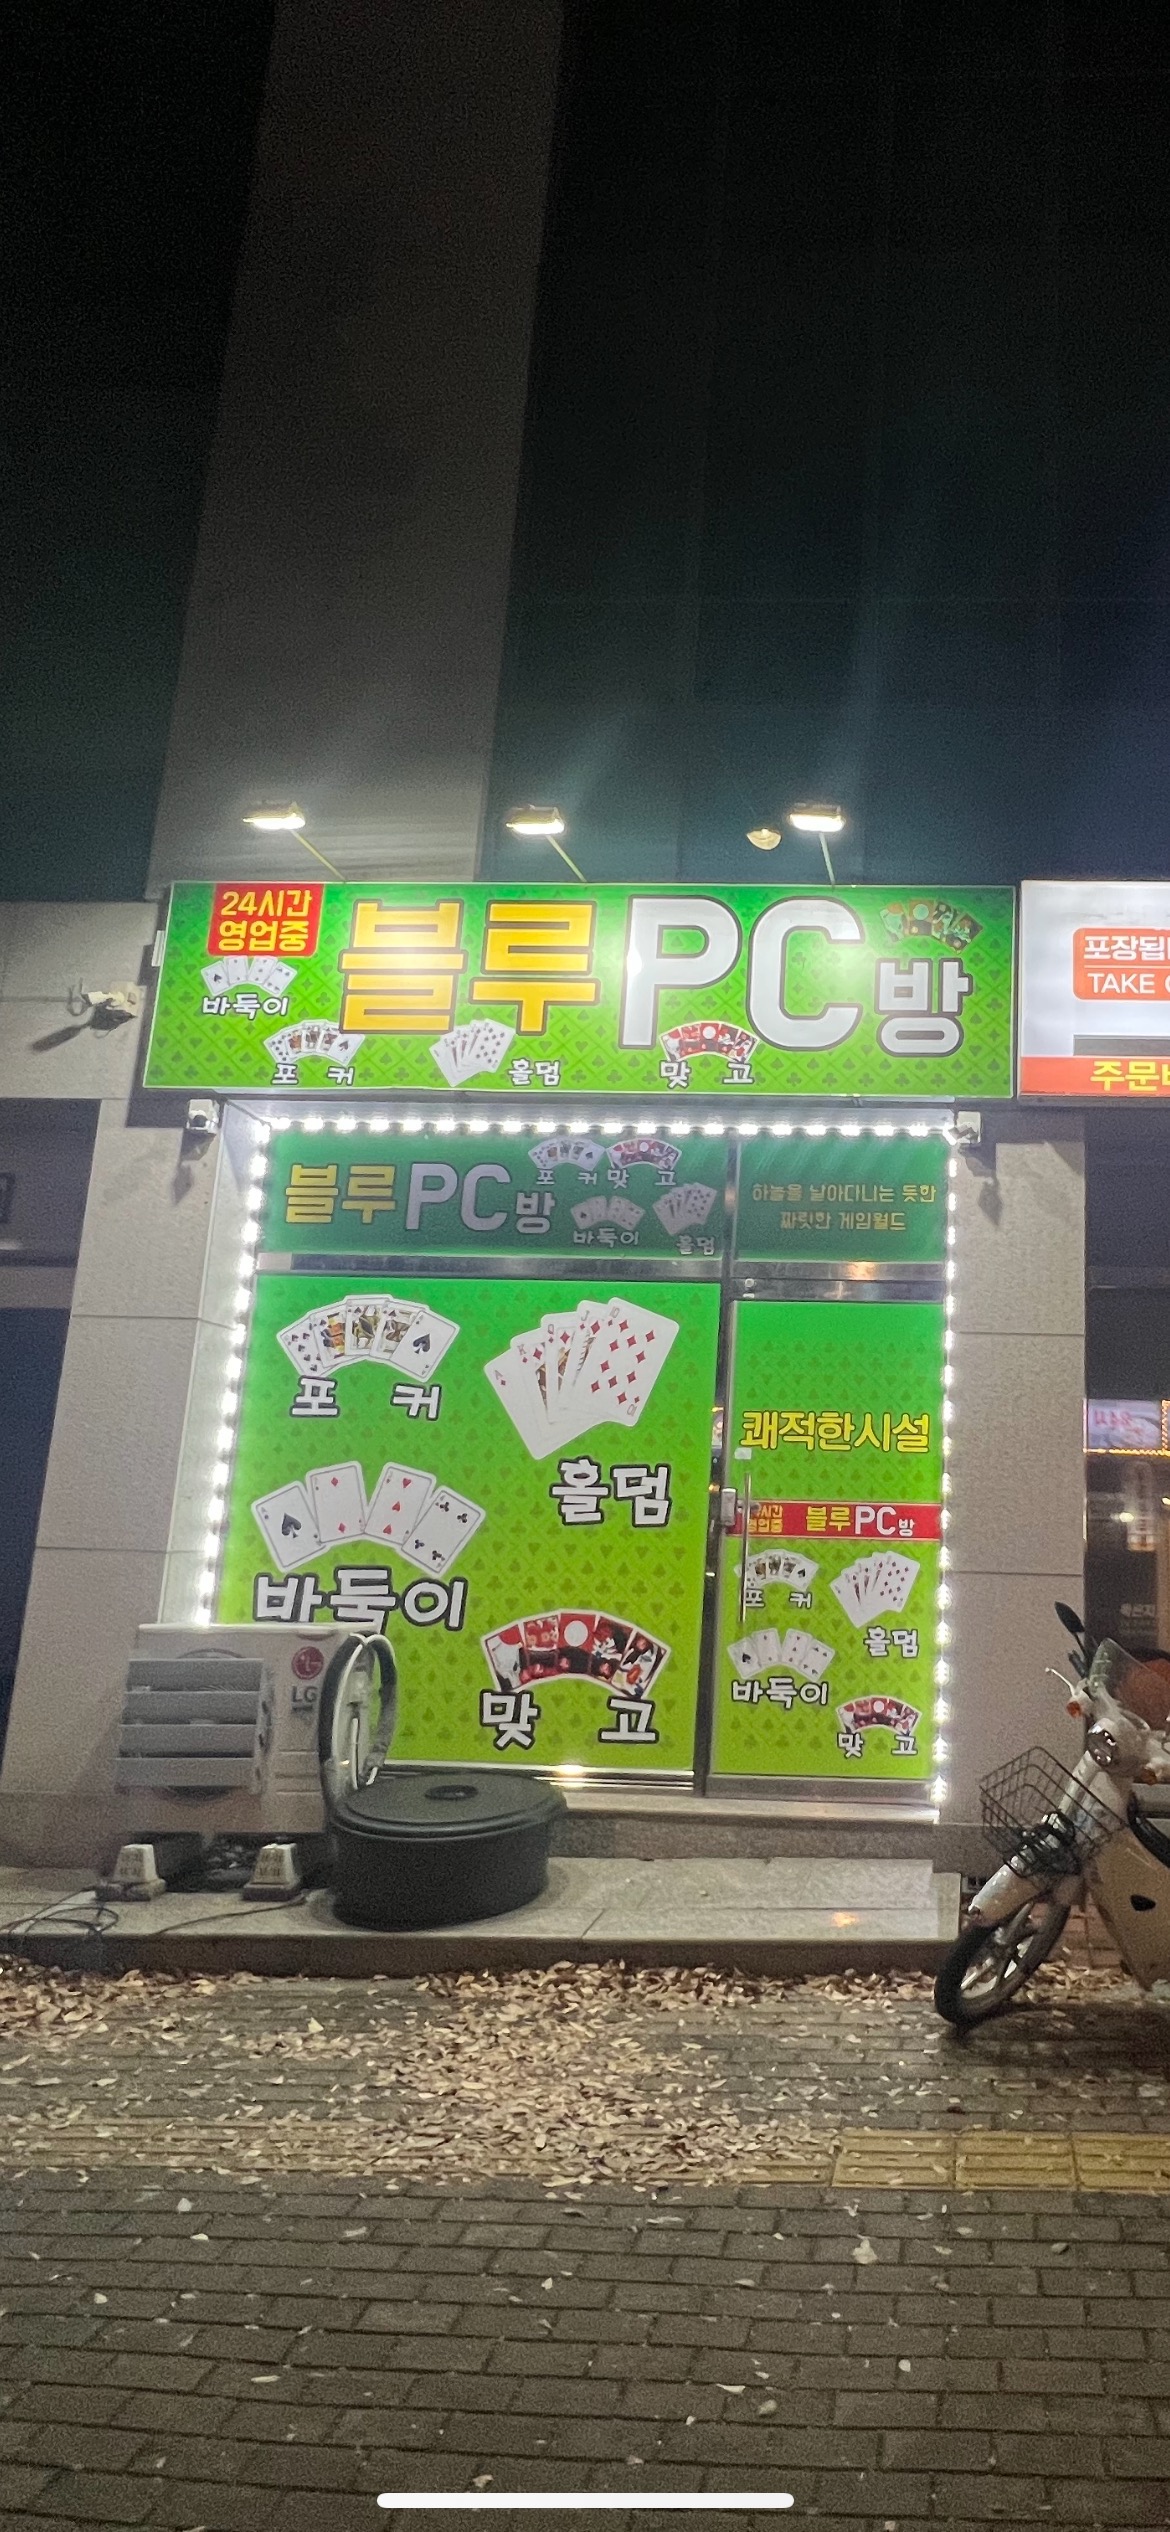 24시간
영업중
블루PC방
바둑이
포 커
홀덤
맞 고
포장됩
TAKE
주문
블루PC방
포 커
맞 고
바둑이
홀덤
하늘을 날아다니는 듯한
짜릿한 게임월드
포 커
홀덤
바둑이
맞 고
쾌적한시설
영업중
블루PC방
포 커
홀덤
바둑이
맞 고
LG